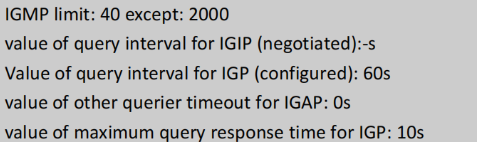 IGMP limit: 40 except: 2000
value of query interval for IGIP (negotiated):-s
Value of query interval for IGP (configured): 60s
value of other querier timeout for IGAP: 0s
value of maximum query response time for IGP: 10s